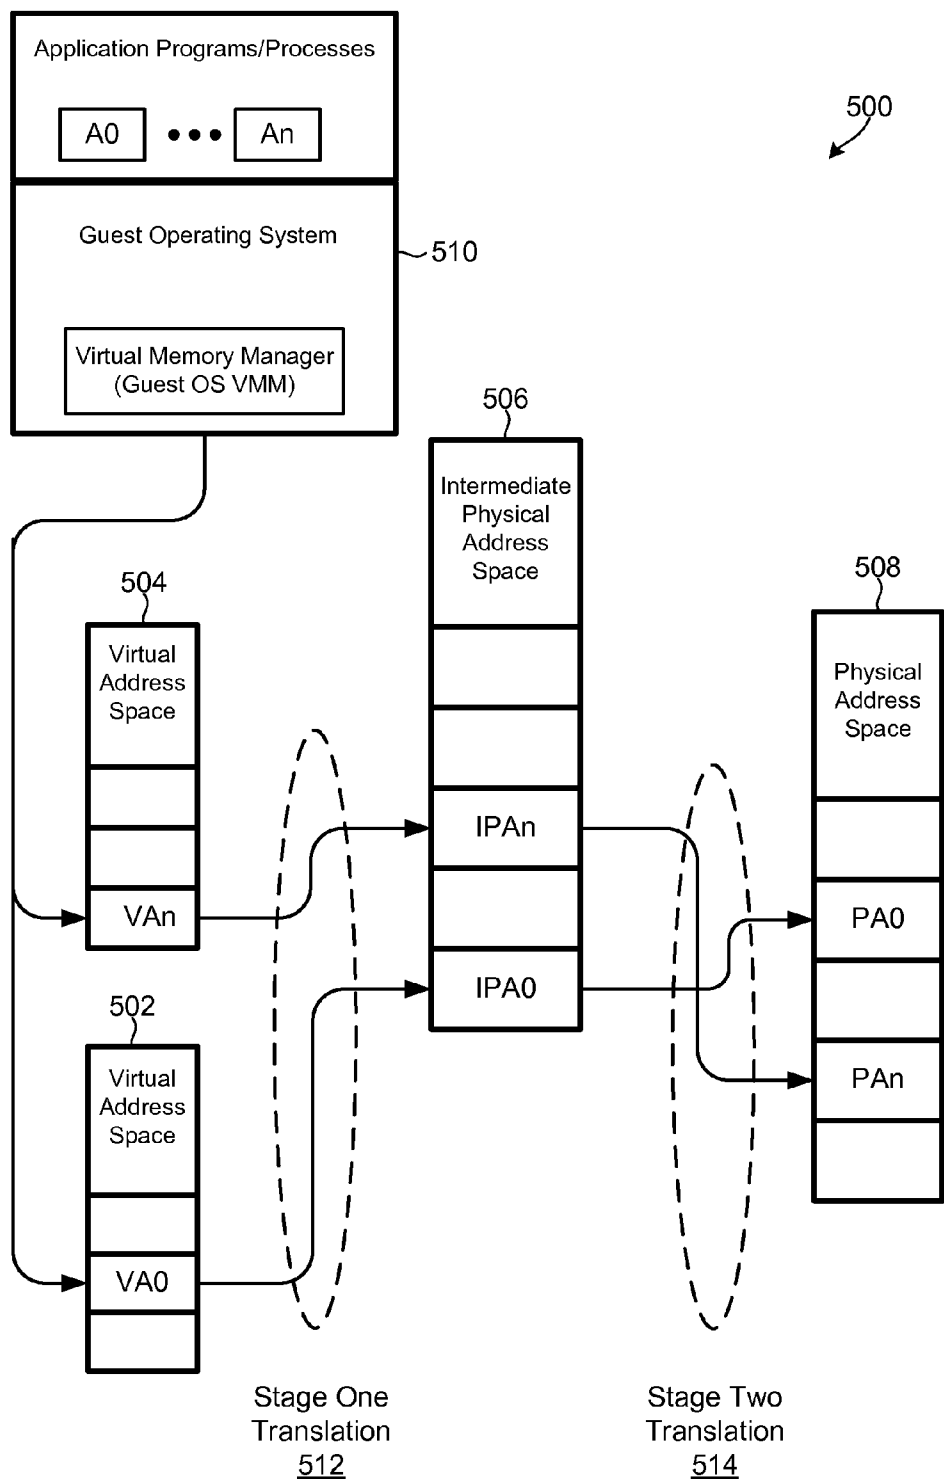 Application Programs/Processes
A0 ••• An
500
Guest Operating System
510
Virtual Memory Manager
(Guest OS VMM)
506
Intermediate
Physical
Address
Space
504
Virtual
Address
Space
508
Physical
Address
Space
IPAn
VAn
PA0
IPA0
502
Virtual
Address
Space
PAn
VA0
Stage One
Translation
512
Stage Two
Translation
514